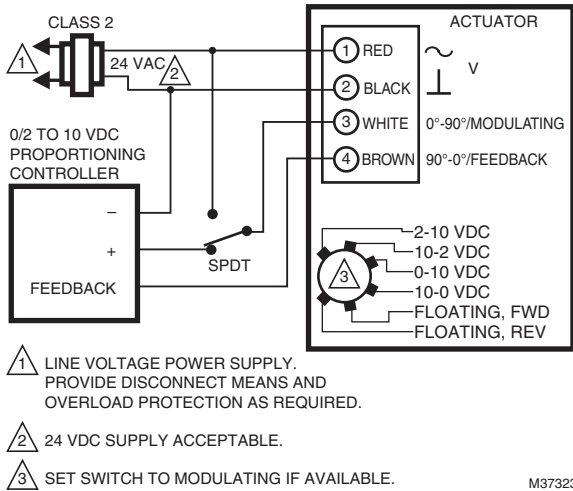 CLASS 2
ACTUATOR
1
24 VAC
2
1 RED
V
2 BLACK
3 WHITE 0°-90°/MODULATING
4 BROWN 90°-0°/FEEDBACK
0/2 TO 10 VDC
PROPORTIONING
CONTROLLER
–
+
FEEDBACK
SPDT
3
2-10 VDC
10-2 VDC
0-10 VDC
10-0 VDC
FLOATING, FWD
FLOATING, REV
1 LINE VOLTAGE POWER SUPPLY.
PROVIDE DISCONNECT MEANS AND
OVERLOAD PROTECTION AS REQUIRED.
2 24 VDC SUPPLY ACCEPTABLE.
3 SET SWITCH TO MODULATING IF AVAILABLE.
M37323